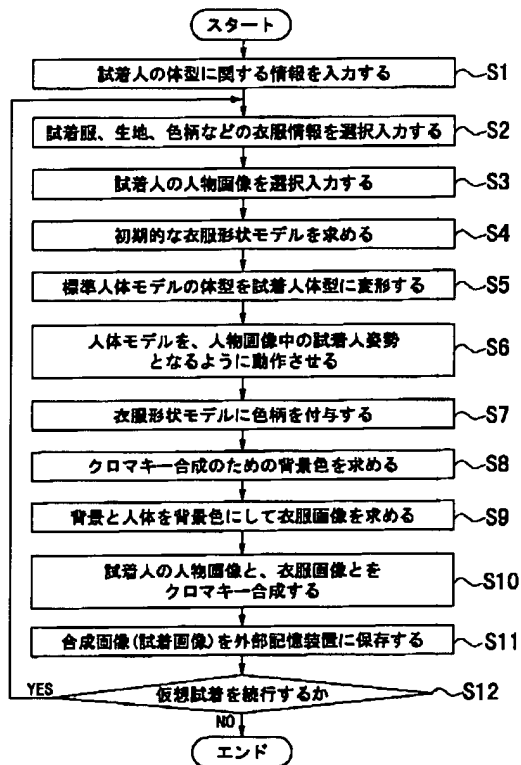 スタート
試着人の体型に関する情報を入力する
S1
試着服、生地、色柄などの衣服情報を選択入力する
S2
試着人の人物画像を選択入力する
S3
初期的な衣服形状モデルを求める
S4
標準人体モデルの体型を試着人体型に変形する
S5
人体モデルを、人物画像中の試着人姿勢
となるように動作させる
S6
衣服形状モデルに色柄を付与する
S7
クロマキー合成のための背景色を求める
S8
背景と人体を背景色にして衣服画像を求める
S9
試着人の人物画像と、衣服画像とを
クロマキー合成する
S10
合成画像(試着画像)を外部記憶装置に保存する
S11
YES
仮想試着を続行するか
S12
NO
エンド